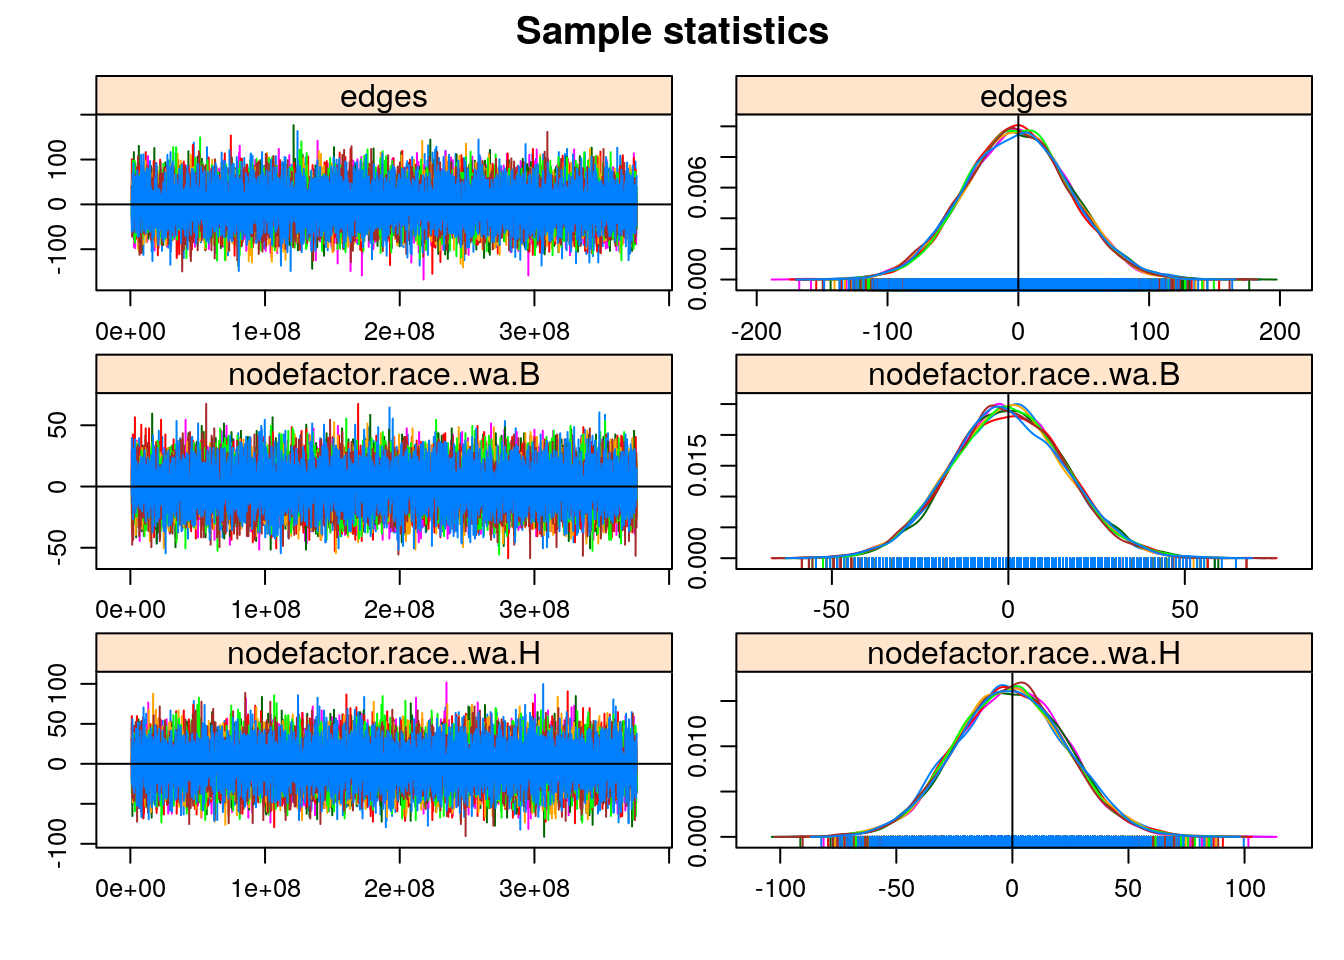 Sample statistics
edges
edges
-100 0 100
0e+00 1e+08 2e+08 3e+08
0.000 0.006
-200 -100 0 100 200
nodefactor.race..wa.B
nodefactor.race..wa.B
-50 0 50
0e+00 1e+08 2e+08 3e+08
0.000 0.015
-50 0 50
nodefactor.race..wa.H
nodefactor.race..wa.H
-100 0 50 100
0e+00 1e+08 2e+08 3e+08
0.000 0.010
-100 -50 0 50 100